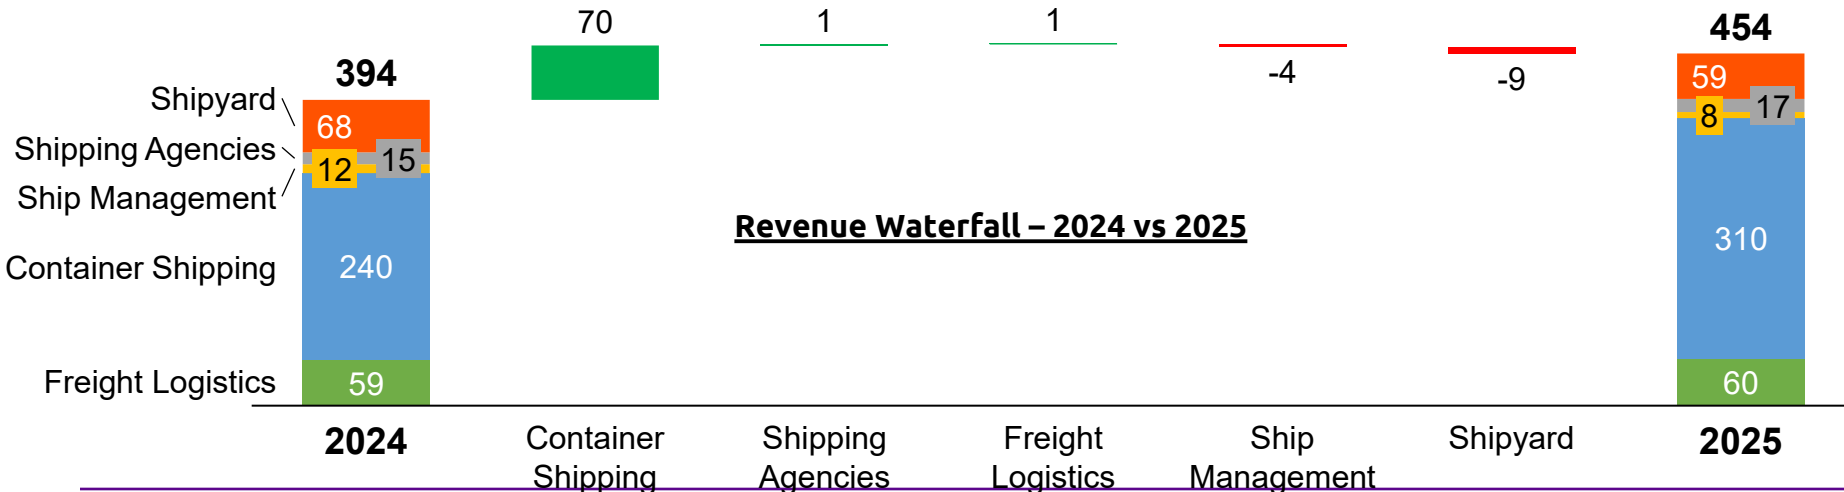 70
1
1
-4
-9
394
454
Shipyard
Shipping Agencies
Ship Management
Container Shipping
Freight Logistics
68
15
12
240
59
Revenue Waterfall – 2024 vs 2025
59
17
8
310
60
2024
Container
Shipping
Shipping
Agencies
Freight
Logistics
Ship
Management
Shipyard
2025